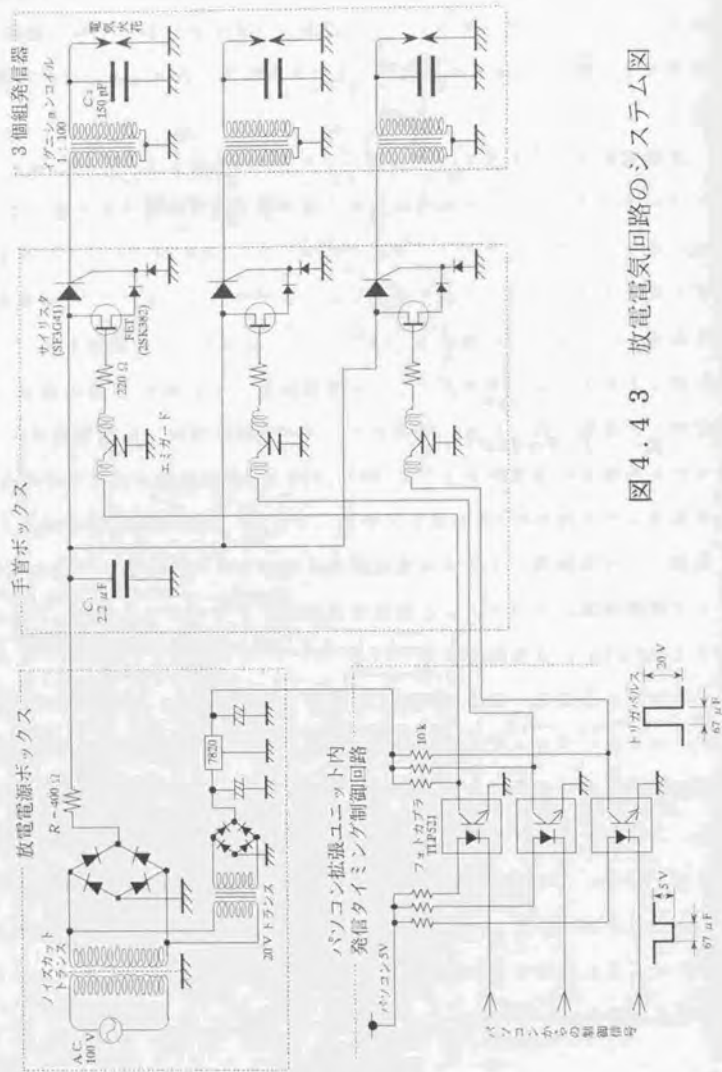 放電電源ボックス
手首ボックス
3個組発信器
ノイズカット
トランス
AC
100 V
R=400 Ω
20Vトランス
7820
C₁
2.2 μF
サイリスタ
(SF3G41)
220 Ω
FET
(2SK382)
エミガード
イグニションコイル
1 : 100
C₂
150 pF
電気火花
パソコン拡張ユニット内
発信タイミング制御回路
パソコン5V
10 k
フォトカプラ
TLP521
パソコンからの制御信号
5 V
67 μF
トリガパルス
20 V
67 μF
図4.43 放電電気回路のシステム図